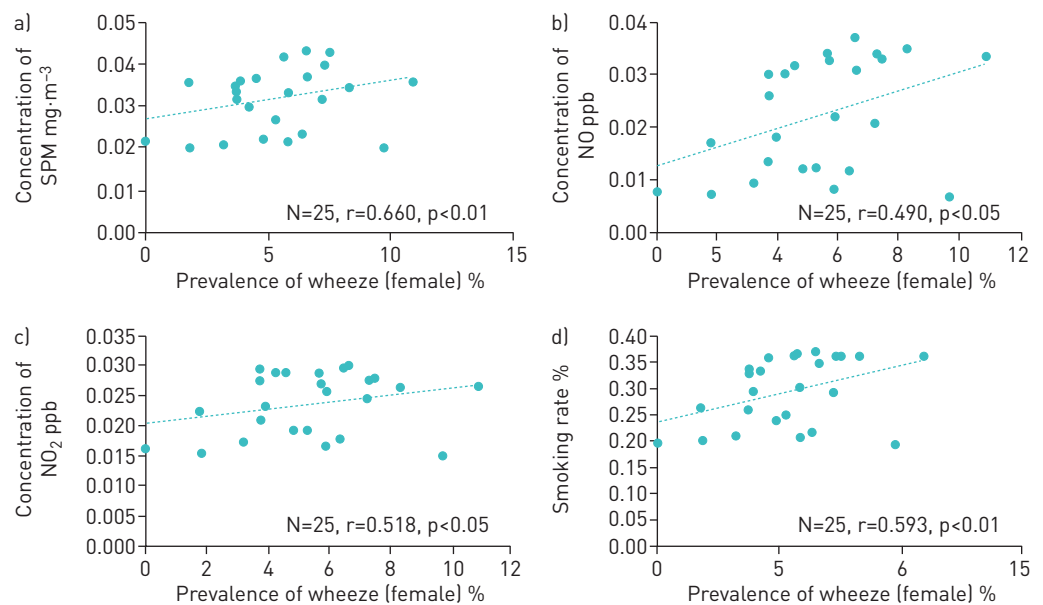 a)
Concentration of
SPM mg·m–3
0.05
0.04
0.03
0.02
0.01
0.00
0
5
10
15
N=25, r=0.660, p<0.01
Prevalence of wheeze (female) %
b)
Concentration of
NO ppb
0.04
0.03
0.02
0.01
0.00
0
5
4
6
8
10
12
N=25, r=0.490, p<0.05
Prevalence of wheeze (female) %
c)
Concentration of
NO2 ppb
0.035
0.030
0.025
0.020
0.015
0.010
0.005
0.000
0
2
4
6
8
10
12
N=25, r=0.518, p<0.05
Prevalence of wheeze (female) %
d)
Smoking rate %
0.40
0.35
0.30
0.25
0.20
0.15
0.10
0.05
0.00
0
5
6
15
N=25, r=0.593, p<0.01
Prevalence of wheeze (female) %